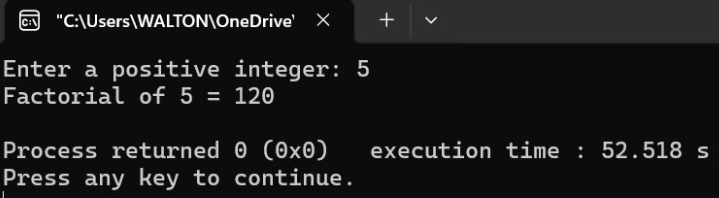 "C:\Users\WALTON\OneDrive'
Enter a positive integer: 5
Factorial of 5 = 120
Process returned 0 (0x0)   execution time : 52.518 s
Press any key to continue.